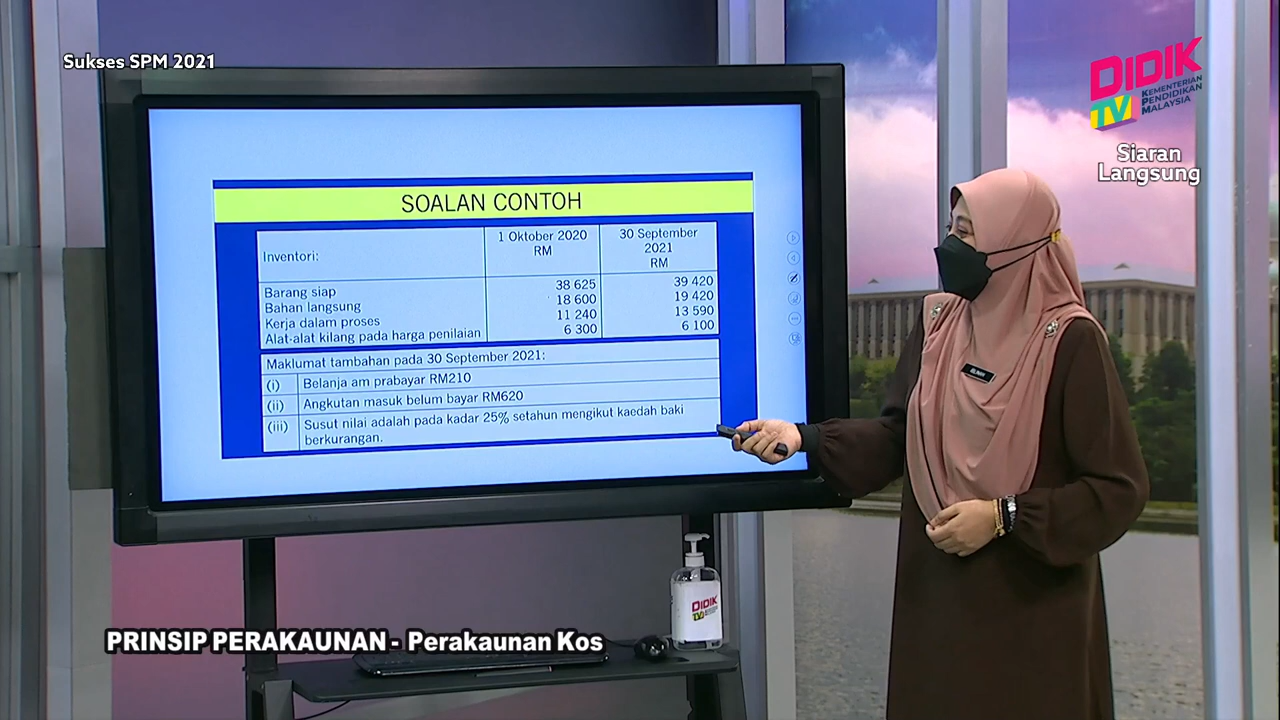 Sukses SPM 2021
DIDIK
TV
KEMENTERIAN
PENDIDIKAN
MALAYSIA
Siaran
Langsung
SOALAN CONTOH
Inventori:
1 Oktober 2020
RM
30 September
2021
RM
Barang siap 38 625 39 420
Bahan langsung 18 600 19 420
Kerja dalam proses 11 240 13 590
Alat-alat kilang pada harga penilaian 6 300 6 100
Maklumat tambahan pada 30 September 2021:
(i) Belanja am prabayar RM210
(ii) Angkutan masuk belum bayar RM620
(iii) Susut nilai adalah pada kadar 25% setahun mengikut kaedah baki
berkurangan.
DIDIK
TV
PRINSIP PERAKAUNAN - Perakaunan Kos